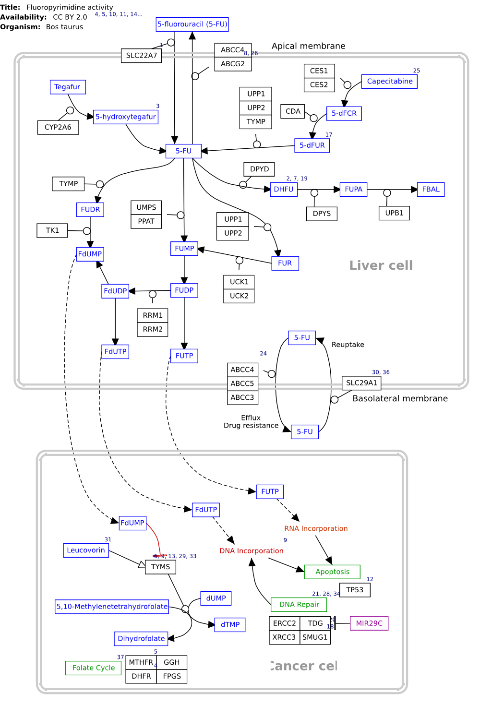 Title: Fluoropyrimidine activity
Availability: CC BY 2.0
Organism: Bos taurus
4, 5, 10, 11, 14...
5-fluorouracil (5-FU)
SLC22A7
ABCC4
8, 26
ABCG2
Apical membrane
CES1
CES2
Capecitabine
25
Tegafur
CYP2A6
5-hydroxytegafur
3
UPP1
UPP2
TYMP
CDA
5-dFCR
17
5-dFUR
5-FU
DPYD
2, 7, 19
DHFU
FUPA
FBAL
DPYS
UPB1
TYMP
FUDR
UMPS
PPAT
UPP1
UPP2
TK1
FdUMP
FUMP
FUR
Liver cell
UCK1
UCK2
FdUDP
FUDP
RRM1
RRM2
FdUTP
FUTP
5-FU
Reuptake
24
ABCC4
ABCC5
ABCC3
30, 36
SLC29A1
Basolateral membrane
Efflux
Drug resistance
5-FU
FUTP
FdUTP
FdUMP
RNA Incorporation
31
Leucovorin
13, 29, 33
TYMS
9
DNA Incorporation
Apoptosis
12
TP53
21, 28, 34
DNA Repair
5,10-Methylenetetrahydrofolate
dUMP
dTMP
Dihydrofolate
ERCC2
TDG
XRCC3
SMUG1
MIR29C
37
Folate Cycle
5
MTHFR
GGH
DHFR
FPGS
Cancer cel